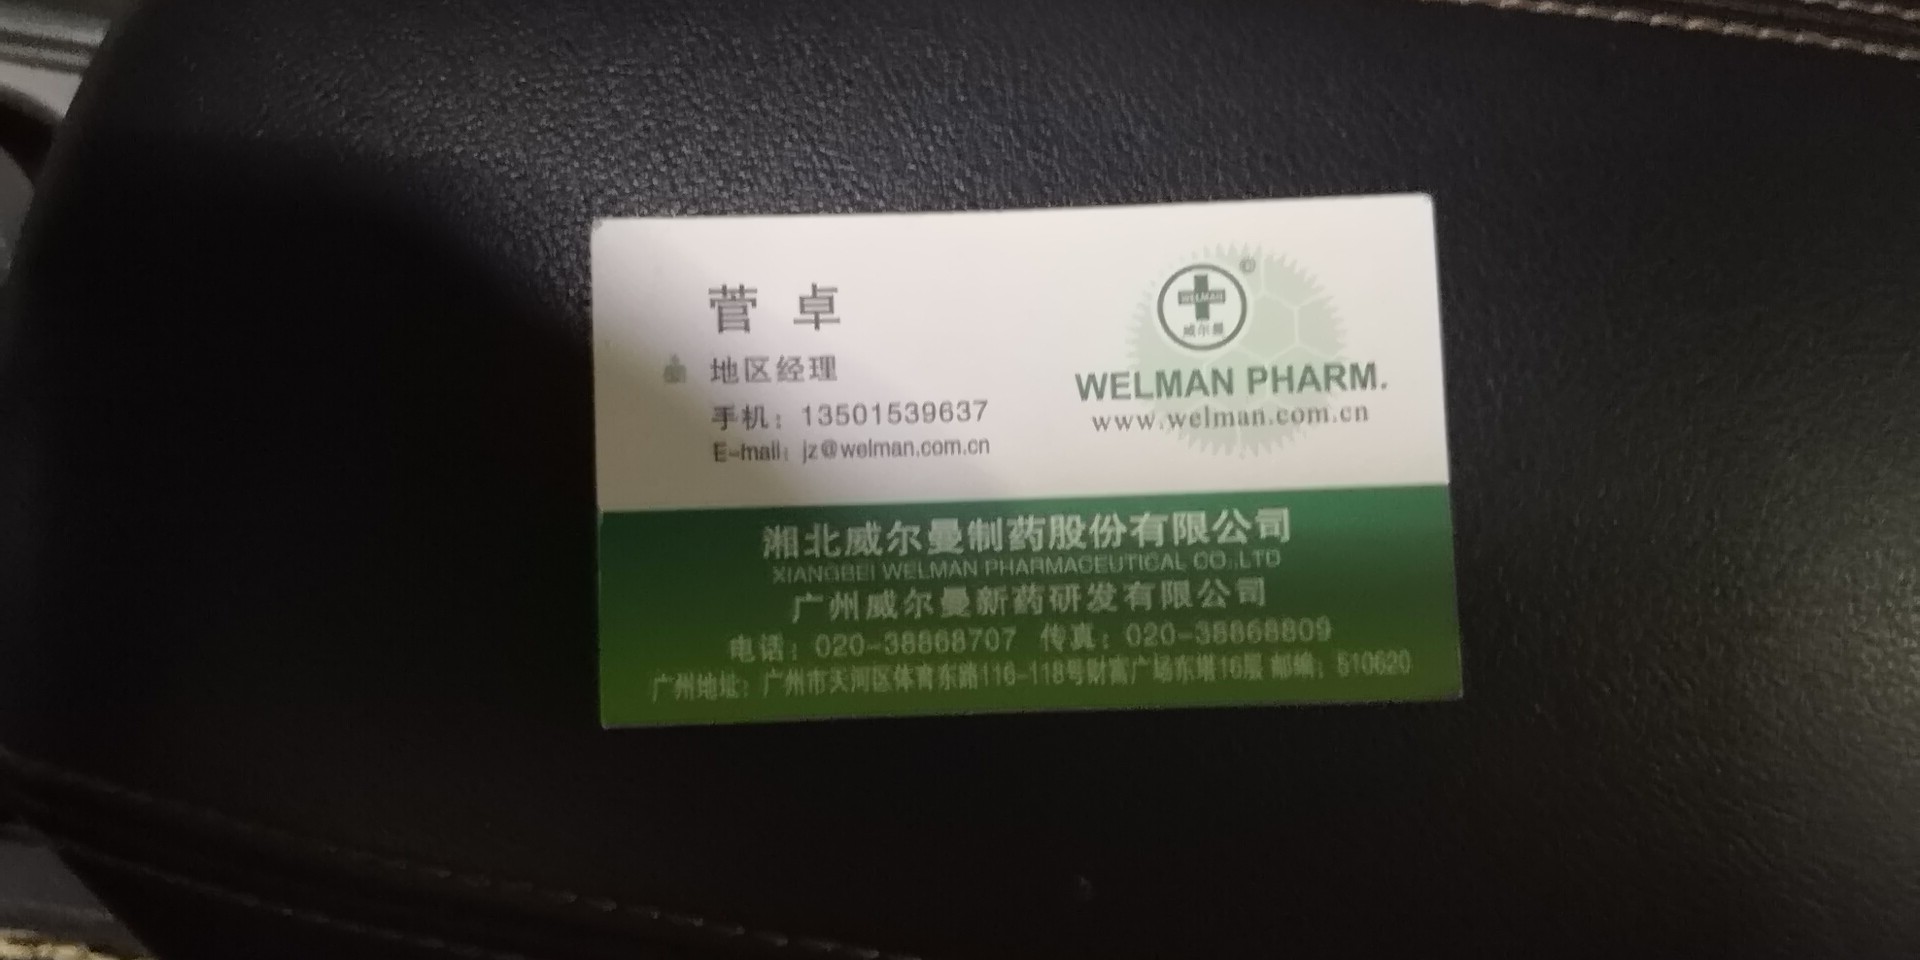 菅 卓
地区经理
手机：13501539637
E-mail：jz@welman.com.cn
WELMAN
威尔曼
®
WELMAN PHARM.
www.welman.com.cn
湘北威尔曼制药股份有限公司
XIANGBEI WELMAN PHARMACEUTICAL CO.,LTD
广州威尔曼新药研发有限公司
电话：020-38868707 传真：020-38868809
广州地址：广州市天河区体育东路116-118号财富广场东塔16层 邮编：510620